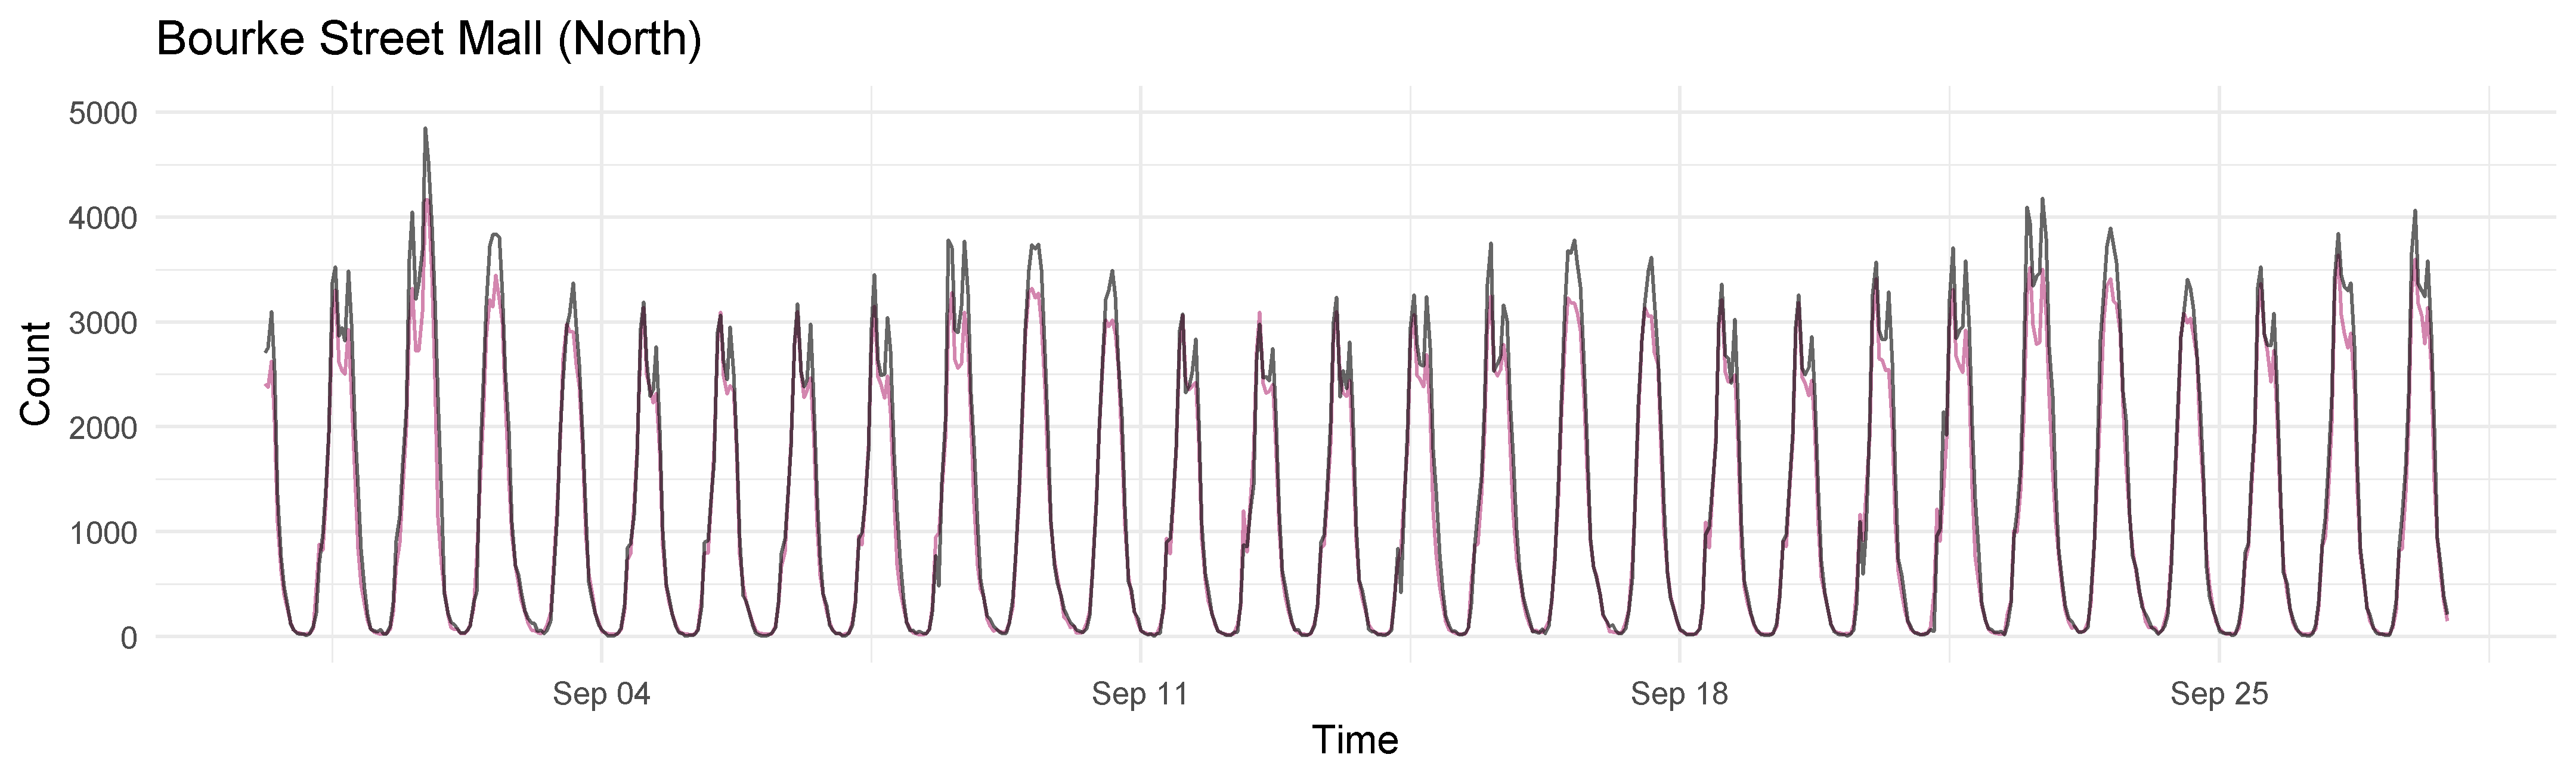 Bourke Street Mall (North)
5000
4000
3000
2000
1000
0
Count
Sep 04
Sep 11
Sep 18
Sep 25
Time